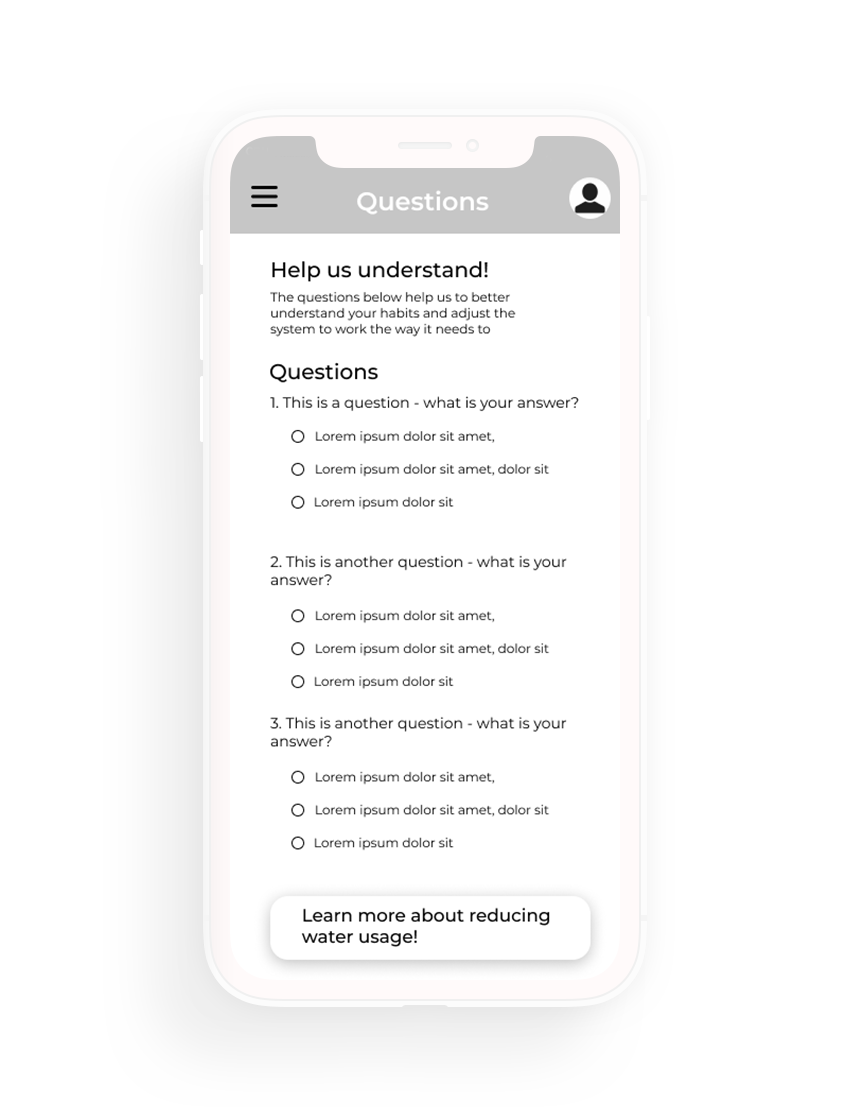 Questions
Help us understand!
The questions below help us to better
understand your habits and adjust the
system to work the way it needs to
Questions
1. This is a question - what is your answer?
Lorem ipsum dolor sit amet,
Lorem ipsum dolor sit amet, dolor sit
Lorem ipsum dolor sit
2. This is another question - what is your
answer?
Lorem ipsum dolor sit amet,
Lorem ipsum dolor sit amet, dolor sit
Lorem ipsum dolor sit
3. This is another question - what is your
answer?
Lorem ipsum dolor sit amet,
Lorem ipsum dolor sit amet, dolor sit
Lorem ipsum dolor sit
Learn more about reducing
water usage!